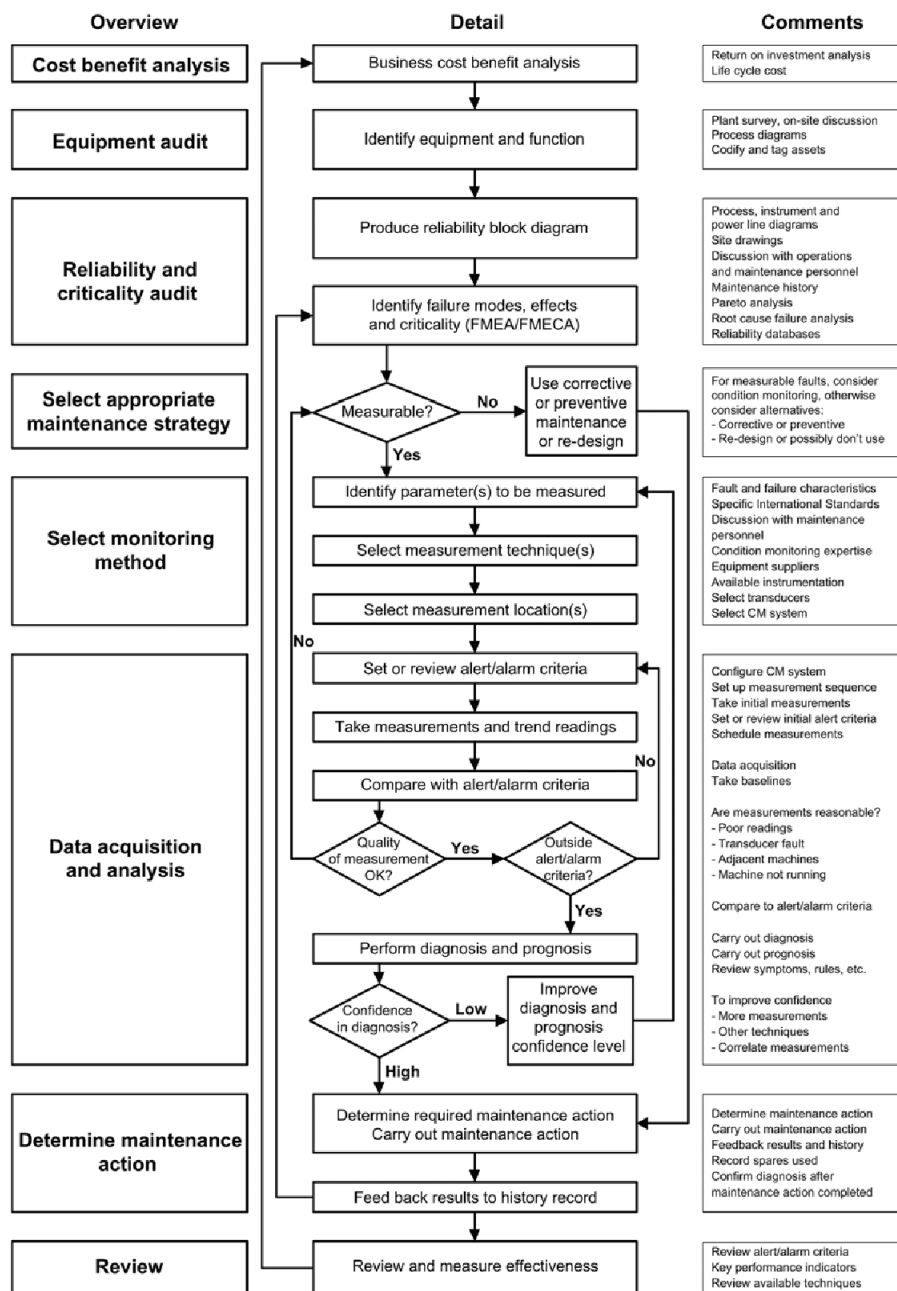 Overview
Detail
Comments
Cost benefit analysis
Business cost benefit analysis
Return on investment analysis
Life cycle cost
Equipment audit
Identify equipment and function
Plant survey, on-site discussion
Process diagrams
Codify and tag assets
Reliability and
criticality audit
Produce reliability block diagram
Identify failure modes, effects
and criticality (FMEA/FMECA)
Process, instrument and
power line diagrams
Site drawings
Discussion with operations
and maintenance personnel
Maintenance history
Pareto analysis
Root cause failure analysis
Reliability databases
Select appropriate
maintenance strategy
Measurable?
No
Use corrective
or preventive
maintenance
or re-design
Yes
For measurable faults, consider
condition monitoring, otherwise
consider alternatives:
- Corrective or preventive
- Re-design or possibly don't use
Select monitoring
method
Identify parameter(s) to be measured
Select measurement technique(s)
Select measurement location(s)
No
Fault and failure characteristics
Specific International Standards
Discussion with maintenance
personnel
Condition monitoring expertise
Equipment suppliers
Available instrumentation
Select transducers
Select CM system
Data acquisition
and analysis
Set or review alert/alarm criteria
Take measurements and trend readings
No
Compare with alert/alarm criteria
Quality
of measurement
OK?
Yes
Outside
alert/alarm
criteria?
Yes
Perform diagnosis and prognosis
Confidence
in diagnosis?
Low
Improve
diagnosis and
prognosis
confidence level
High
Configure CM system
Set up measurement sequence
Take initial measurements
Set or review initial alert criteria
Schedule measurements
Data acquisition
Take baselines
Are measurements reasonable?
- Poor readings
- Transducer fault
- Adjacent machines
- Machine not running
Compare to alert/alarm criteria
Carry out diagnosis
Carry out prognosis
Review symptoms, rules, etc.
To improve confidence
- More measurements
- Other techniques
- Correlate measurements
Determine maintenance
action
Determine required maintenance action
Carry out maintenance action
Feed back results to history record
Determine maintenance action
Carry out maintenance action
Feedback results and history
Record spares used
Confirm diagnosis after
maintenance action completed
Review
Review and measure effectiveness
Review alert/alarm criteria
Key performance indicators
Review available techniques